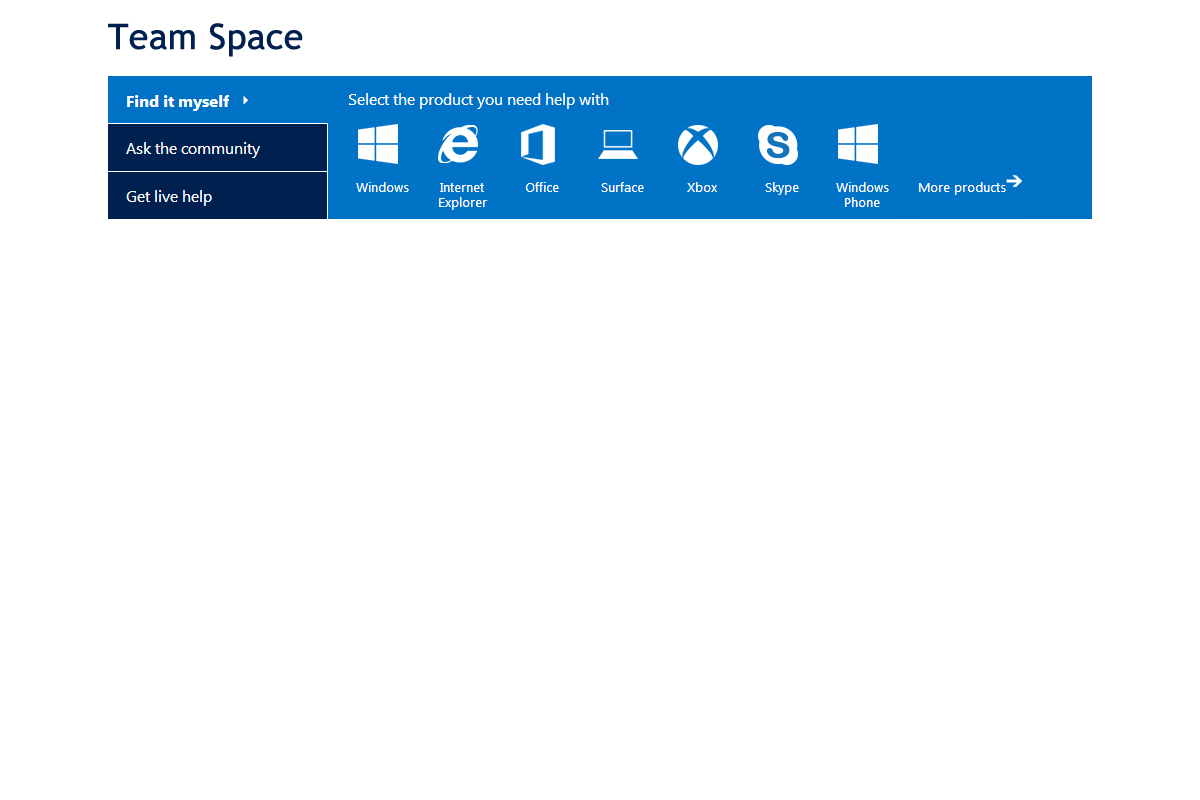 Team Space
Find it myself
Ask the community
Get live help
Select the product you need help with
Windows
Internet
Explorer
Office
Surface
Xbox
Skype
Windows
Phone
More products